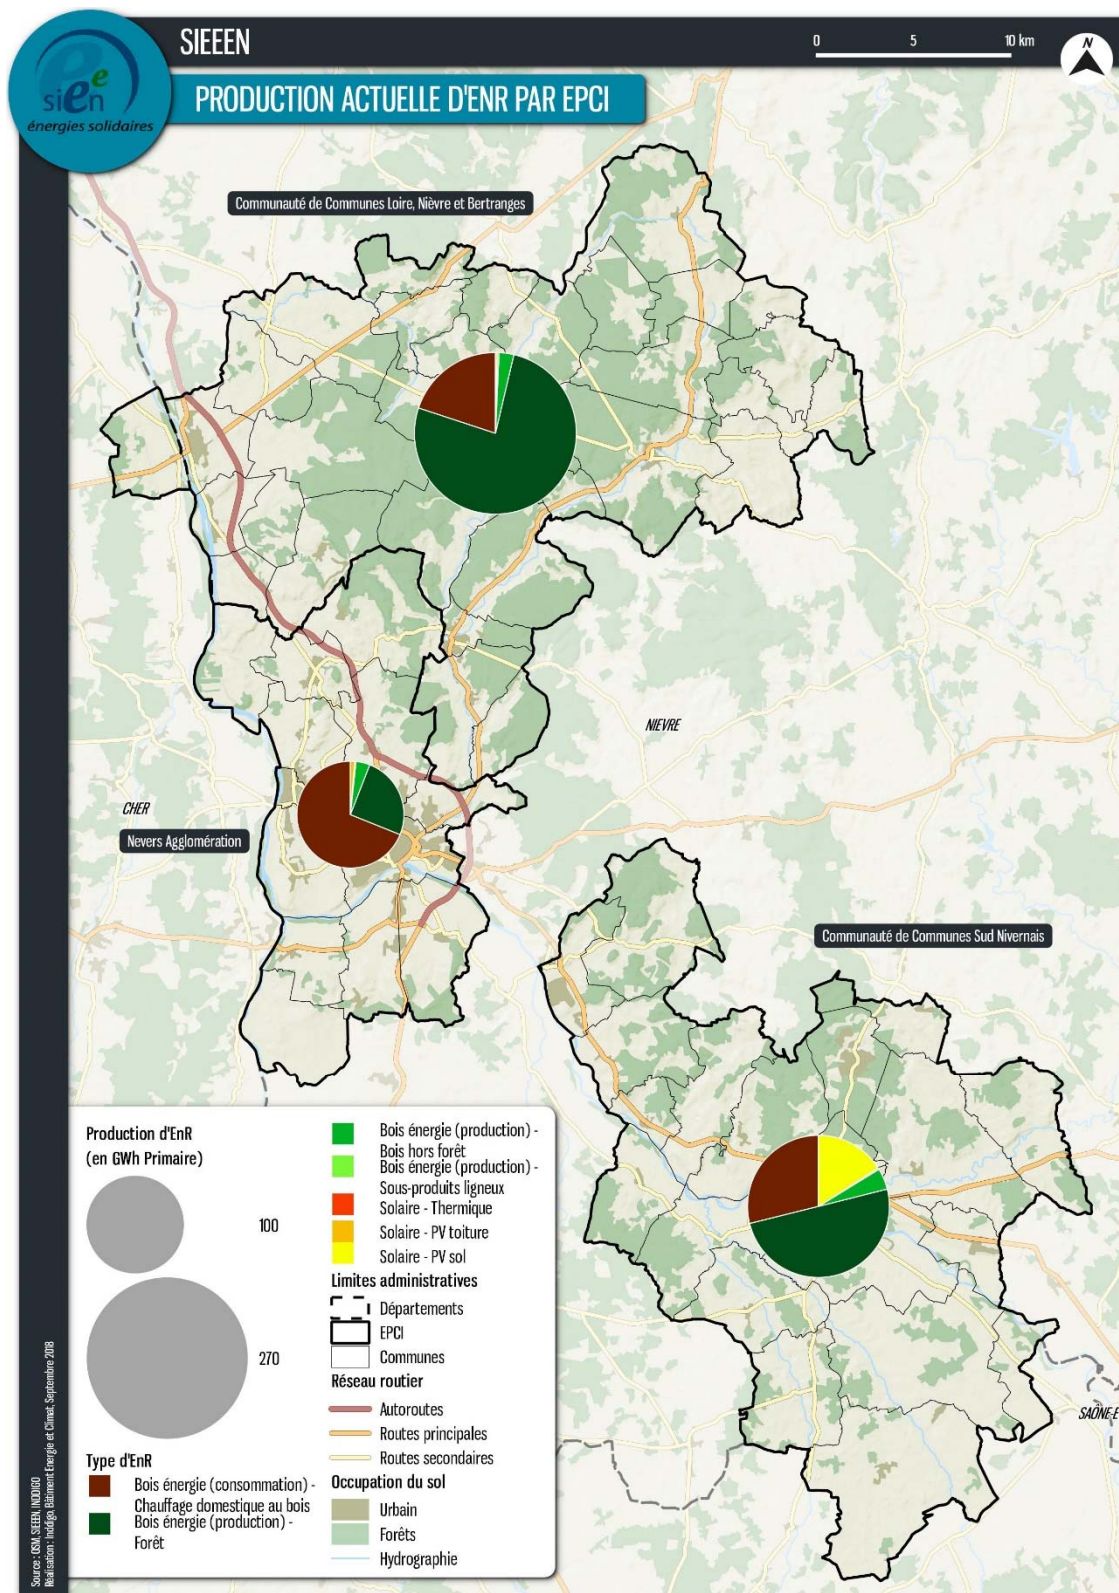 SIEEEN
0 5 10 km
N
siéen
énergies solidaires
PRODUCTION ACTUELLE D'ENR PAR EPCI
Communauté de Communes Loire, Nièvre et Bertranges
NIEVRE
CHER
Nevers Agglomération
Communauté de Communes Sud Nivernais
SAÔNE-E
Production d'EnR
(en GWh Primaire)
100
270
Type d'EnR
Bois énergie (consommation) -
Chauffage domestique au bois
Bois énergie (production) -
Forêt
Bois énergie (production) -
Bois hors forêt
Bois énergie (production) -
Sous-produits ligneux
Solaire - Thermique
Solaire - PV toiture
Solaire - PV sol
Limites administratives
Départements
EPCI
Communes
Réseau routier
Autoroutes
Routes principales
Routes secondaires
Occupation du sol
Urbain
Forêts
Hydrographie
Source : OSM, SIEEEN, INDDIGO
Réalisation : Inddigo, Bâtiment Energie et Climat, Septembre 2018